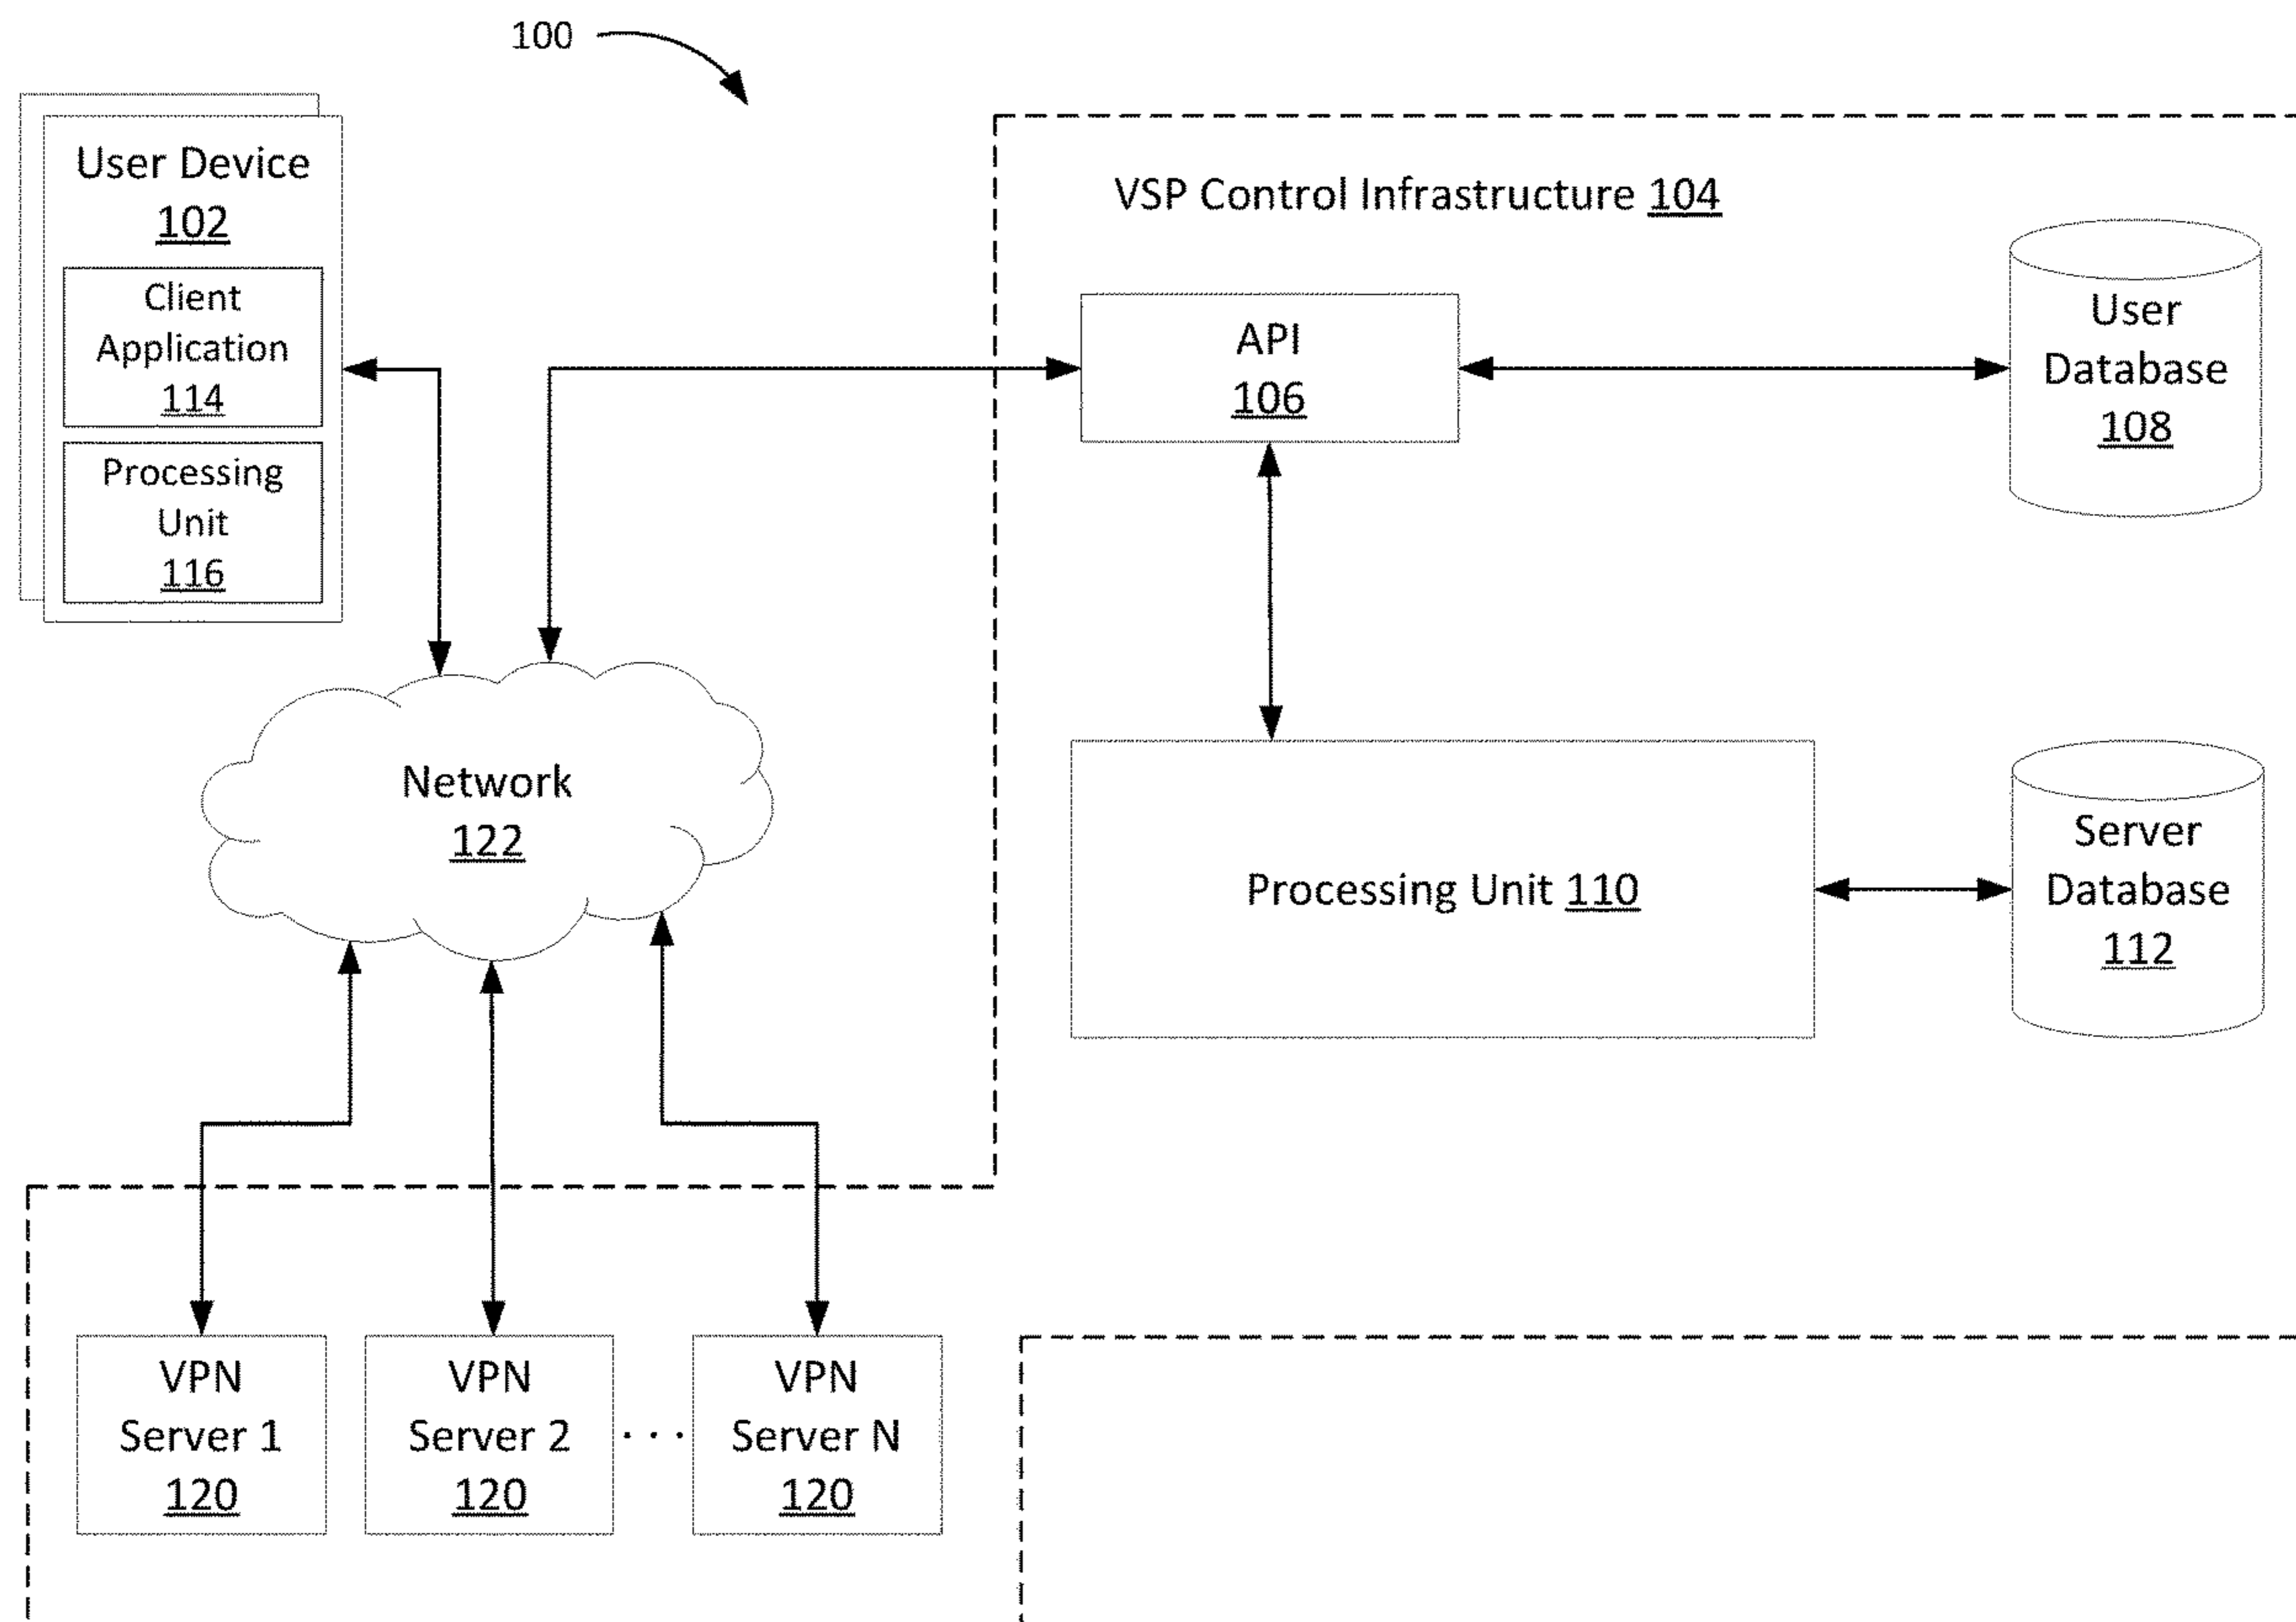 100
User Device
102
Client
Application
114
Processing
Unit
116
VSP Control Infrastructure 104
API
106
User
Database
108
Network
122
Processing Unit 110
Server
Database
112
VPN
Server 1
120
VPN
Server 2
120
. . .
VPN
Server N
120